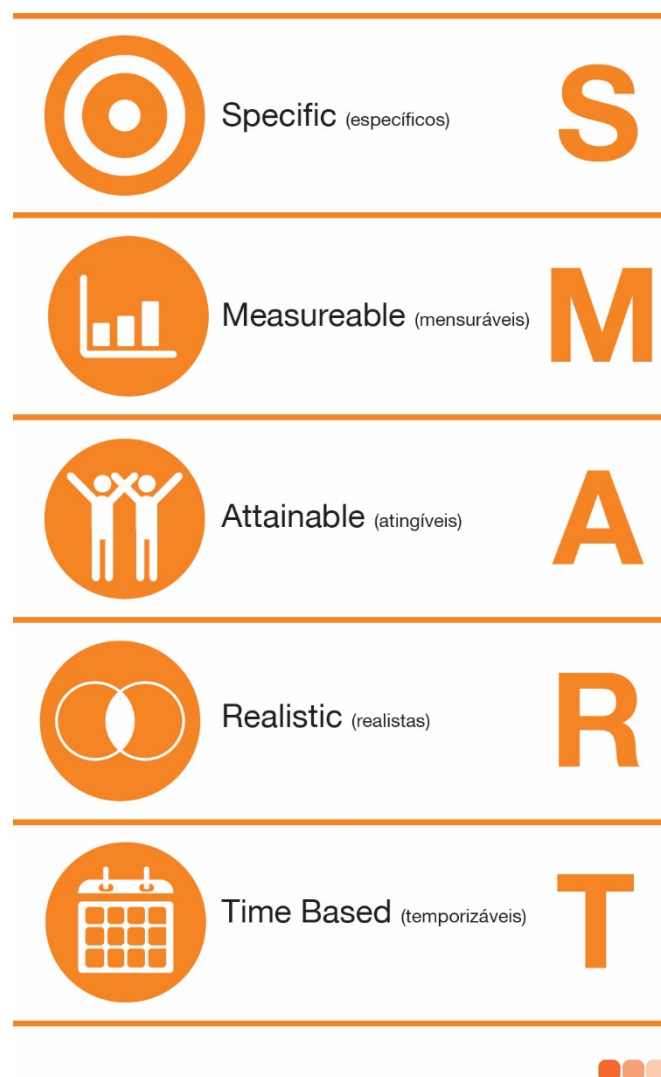 Specific (específicos) S
Measureable (mensuráveis) M
Attainable (atingíveis) A
Realistic (realistas) R
Time Based (temporizáveis) T